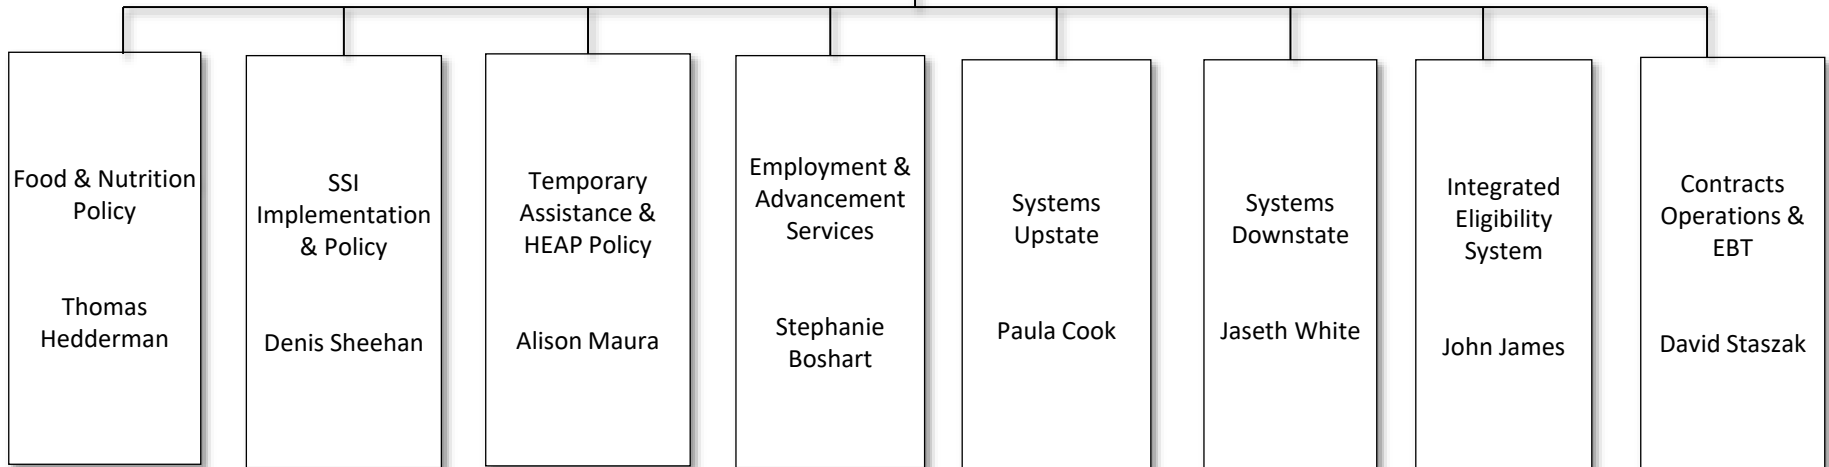 Food & Nutrition
Policy
Thomas
Hedderman
SSI
Implementation
& Policy
Denis Sheehan
Temporary
Assistance &
HEAP Policy
Alison Maura
Employment &
Advancement
Services
Stephanie
Boshart
Systems
Upstate
Paula Cook
Systems
Downstate
Jaseth White
Integrated
Eligibility
System
John James
Contracts
Operations &
EBT
David Staszak